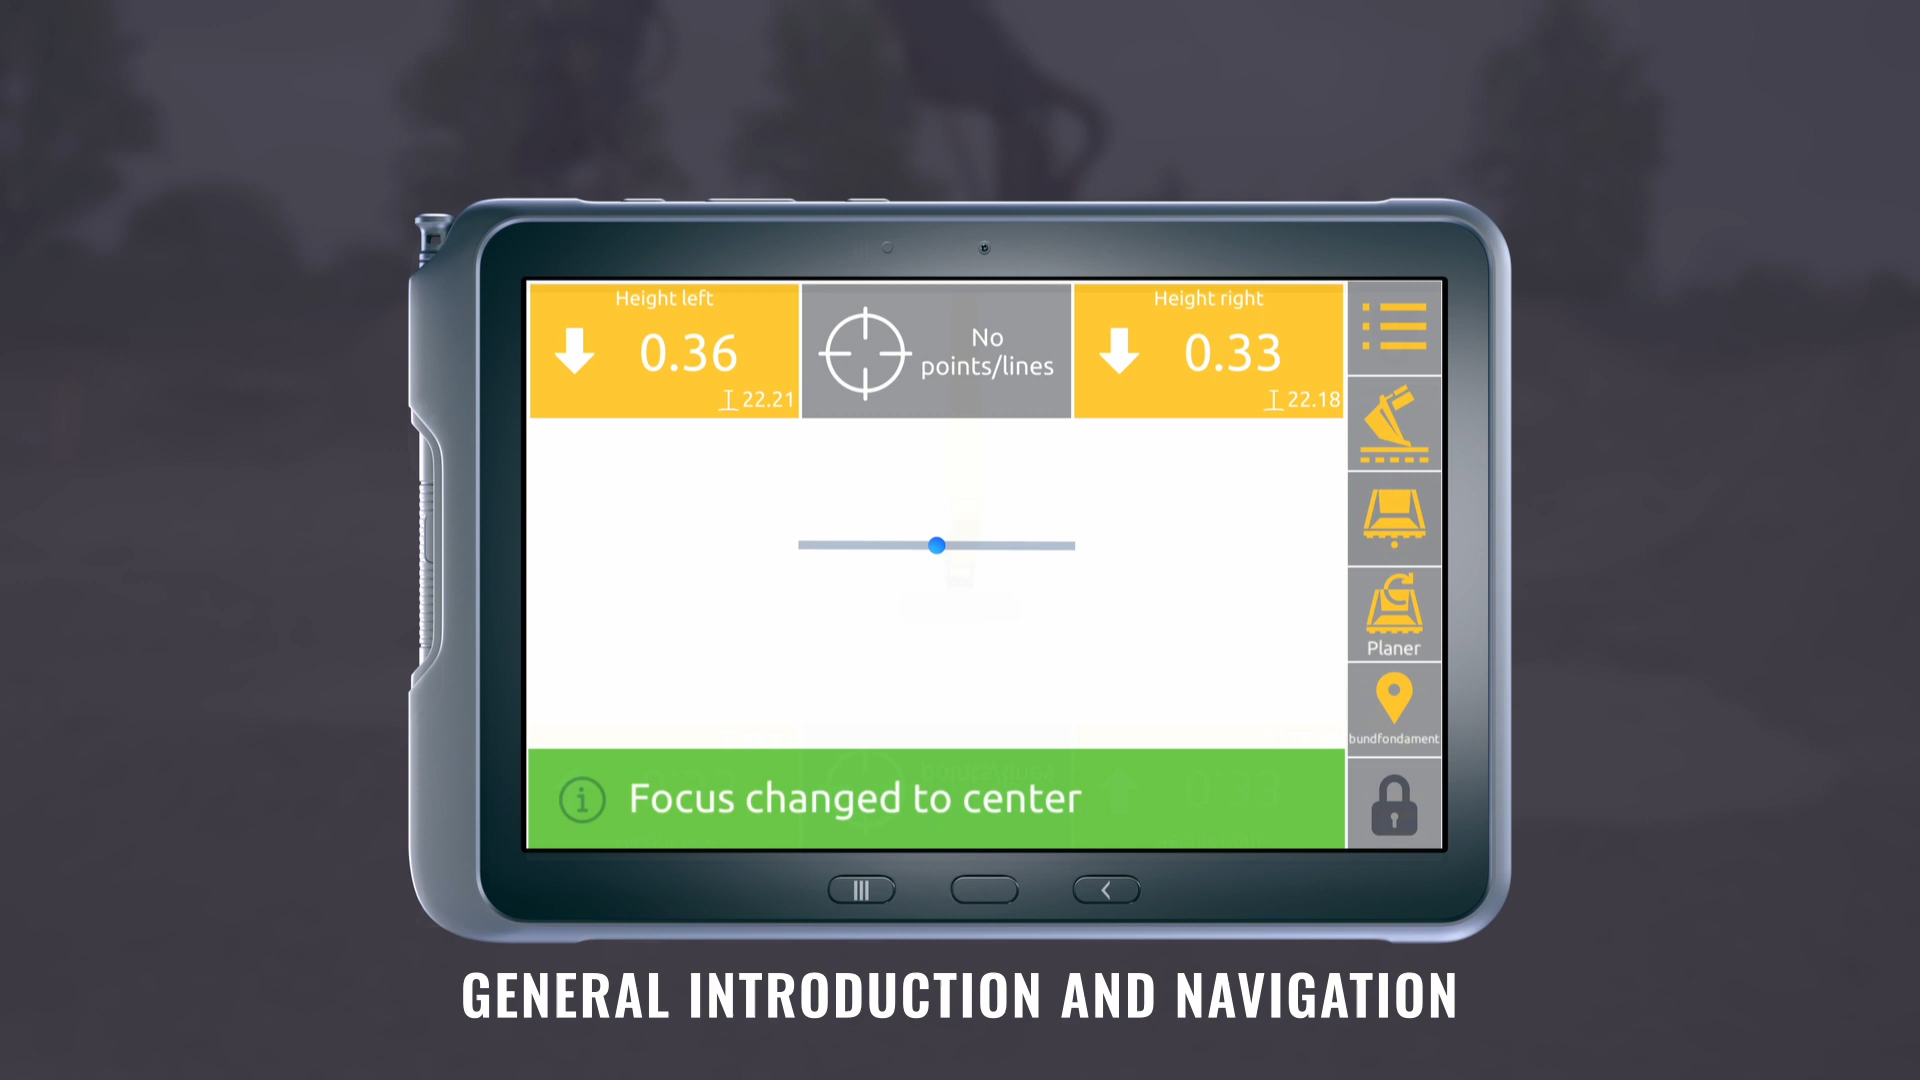 Height left
0.36
22.21
No
points/lines
Height right
0.33
22.18
Planer
bundfondament
Focus changed to center
GENERAL INTRODUCTION AND NAVIGATION